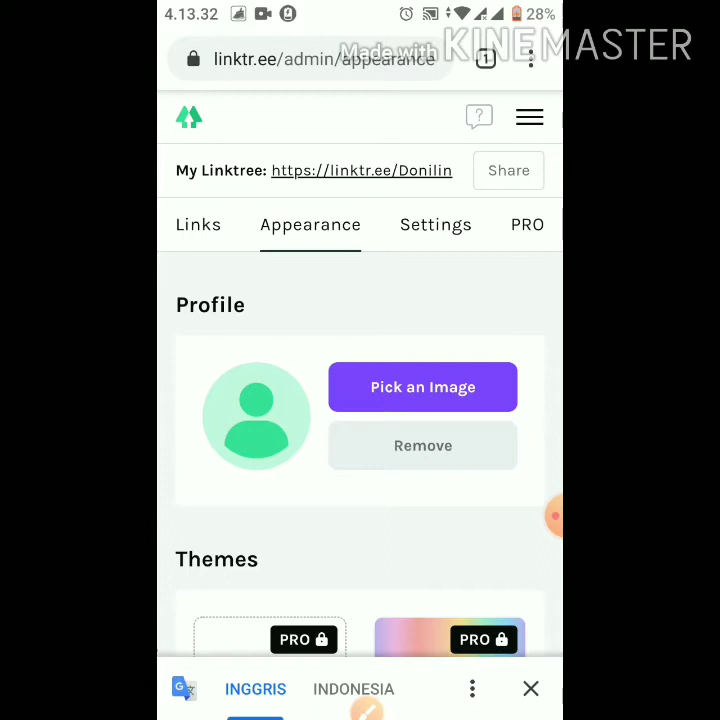 4.13.32
28%
linktr.ee/admin/appearance
1
Made with KINEMASTER
?
My Linktree: https://linktr.ee/Donilin
Share
Links Appearance Settings PRO
Profile
Pick an Image
Remove
Themes
PRO PRO
G INGGRIS INDONESIA